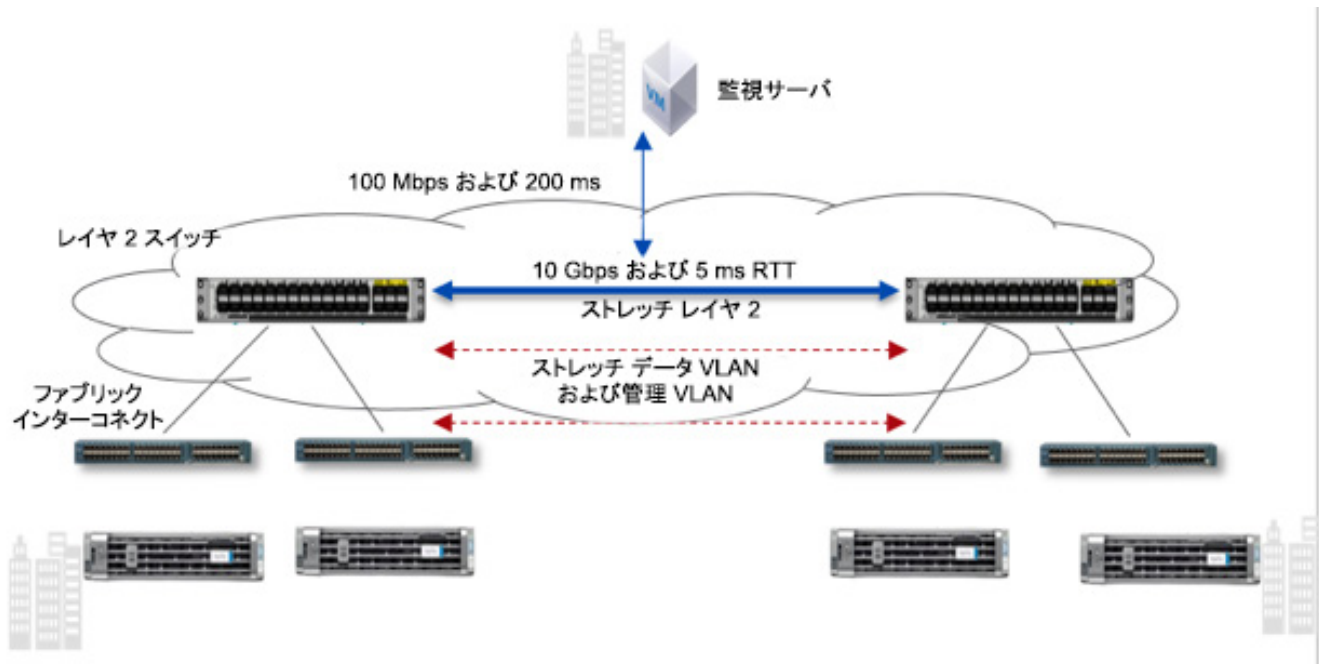 VM
監視サーバ
100 Mbps および 200 ms
レイヤ 2 スイッチ
10 Gbps および 5 ms RTT
ストレッチ レイヤ 2
ストレッチ データ VLAN
および管理 VLAN
ファブリック
インターコネクト